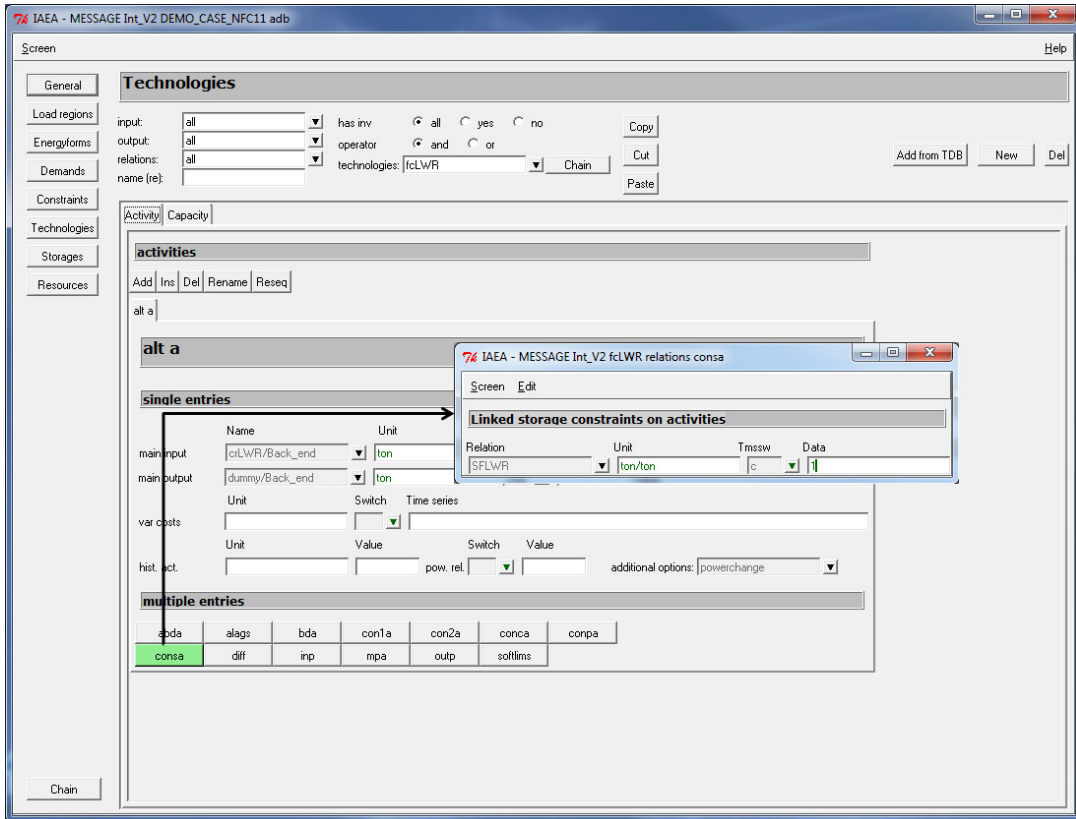 IAEA - MESSAGE Int_V2 DEMO_CASE_NFC11 adb
Screen Help
General
Load regions
Energyforms
Demands
Constraints
Technologies
Storages
Resources
Chain
Technologies
input: all has inv all yes no Copy
output: all operator and or Cut
relations: all technologies: fcLWR Chain Paste
name (re):
Add from TDB New Del
Activity Capacity
activities
Add Ins Del Rename Reseq
alt a
alt a
single entries
Name Unit
main input crLWR/Back_end ton
main output dummy/Back_end ton
Unit Switch Time series
var costs
Unit Value Switch Value
hist. act. pow. rel. additional options: powerchange
multiple entries
abda alags bda con1a con2a conca conpa
consa diff inp mpa outp softlims
IAEA - MESSAGE Int_V2 fcLWR relations consa
Screen Edit
Linked storage constraints on activities
Relation Unit Tmssw Data
SFLWR ton/ton c 1